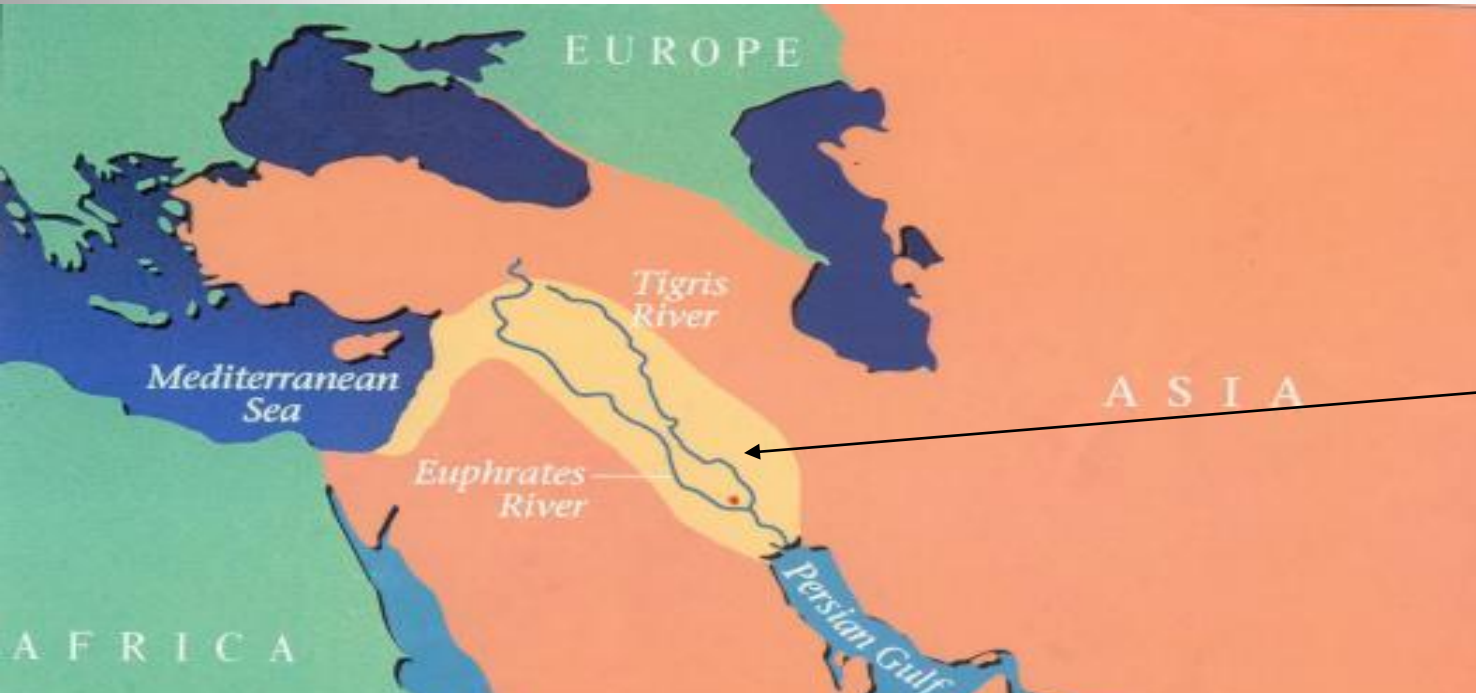 EUROPE
Tigris
River
Mediterranean
Sea
ASIA
Euphrates
River
Persian Gulf
AFRICA